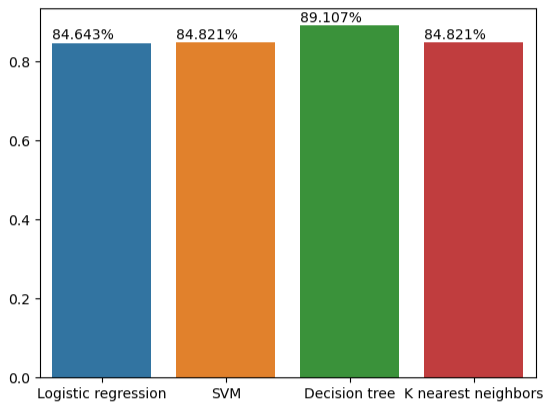 84.643%
84.821%
89.107%
84.821%
0.8
0.6
0.4
0.2
0.0
Logistic regression
SVM
Decision tree
K nearest neighbors